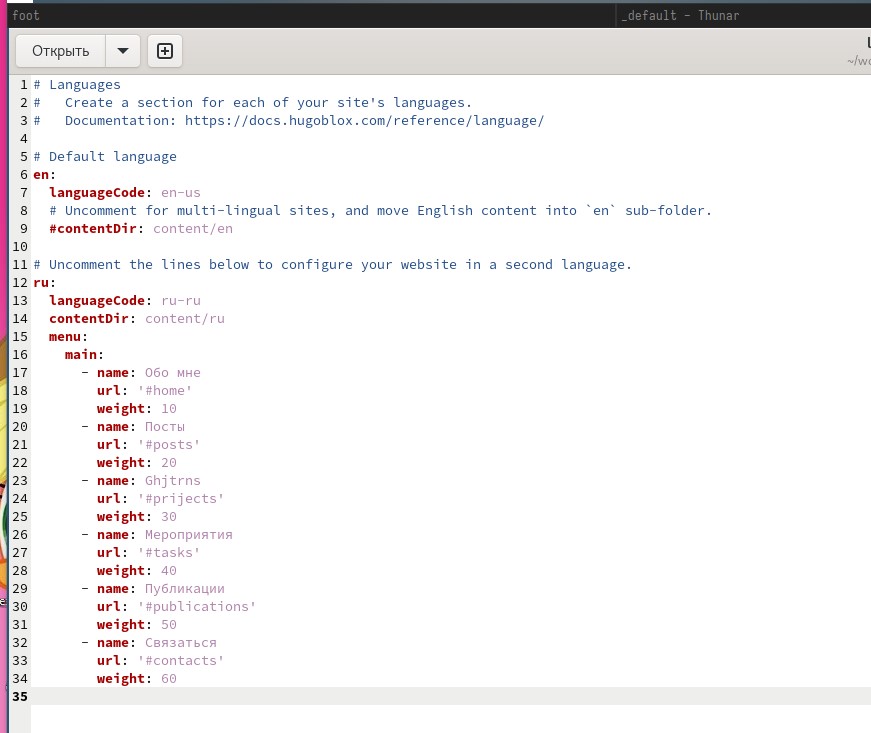 foot
_default - Thunar
Открыть
~/wo
1 # Languages
2 #   Create a section for each of your site's languages.
3 #   Documentation: https://docs.hugoblox.com/reference/language/
4
5 # Default language
6 en:
7   languageCode: en-us
8   # Uncomment for multi-lingual sites, and move English content into `en` sub-folder.
9   #contentDir: content/en
10
11 # Uncomment the lines below to configure your website in a second language.
12 ru:
13   languageCode: ru-ru
14   contentDir: content/ru
15   menu:
16     main:
17       - name: Обо мне
18         url: '#home'
19         weight: 10
20       - name: Посты
21         url: '#posts'
22         weight: 20
23       - name: Ghjtrns
24         url: '#prijects'
25         weight: 30
26       - name: Мероприятия
27         url: '#tasks'
28         weight: 40
29       - name: Публикации
30         url: '#publications'
31         weight: 50
32       - name: Связаться
33         url: '#contacts'
34         weight: 60
35